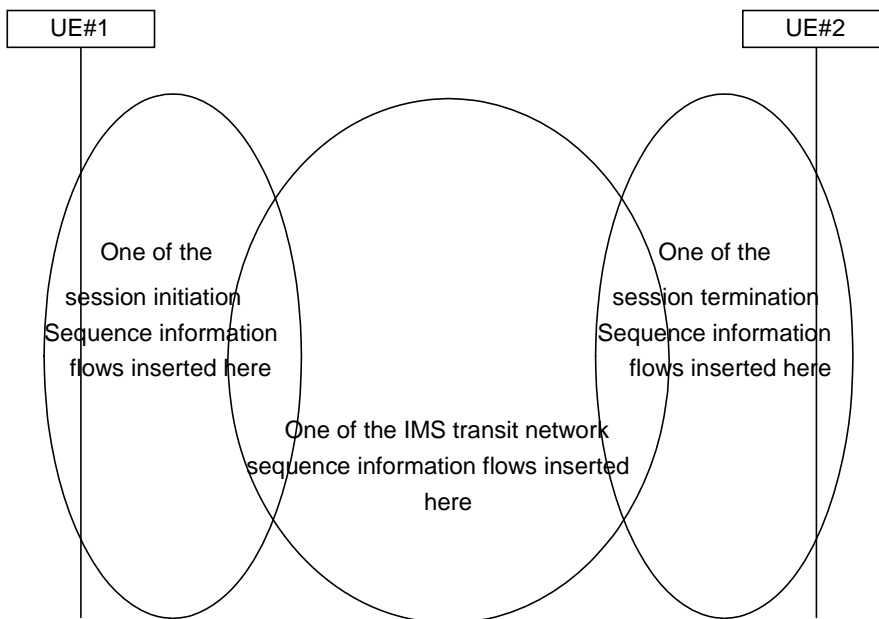 UE#1
UE#2
One of the
session initiation
Sequence information
flows inserted here
One of the IMS transit network
sequence information flows inserted
here
One of the
session termination
Sequence information
flows inserted here